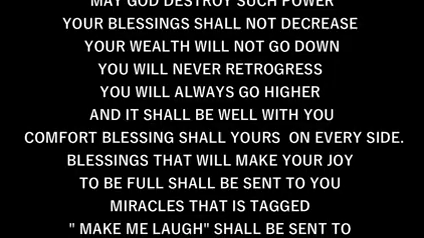 MAY GOD DESTROY SUCH POWER
YOUR BLESSINGS SHALL NOT DECREASE
YOUR WEALTH WILL NOT GO DOWN
YOU WILL NEVER RETROGRESS
YOU WILL ALWAYS GO HIGHER
AND IT SHALL BE WELL WITH YOU
COMFORT BLESSING SHALL YOURS ON EVERY SIDE.
BLESSINGS THAT WILL MAKE YOUR JOY
TO BE FULL SHALL BE SENT TO YOU
MIRACLES THAT IS TAGGED
" MAKE ME LAUGH" SHALL BE SENT TO